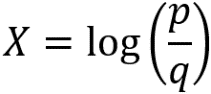 X = log(p/q)